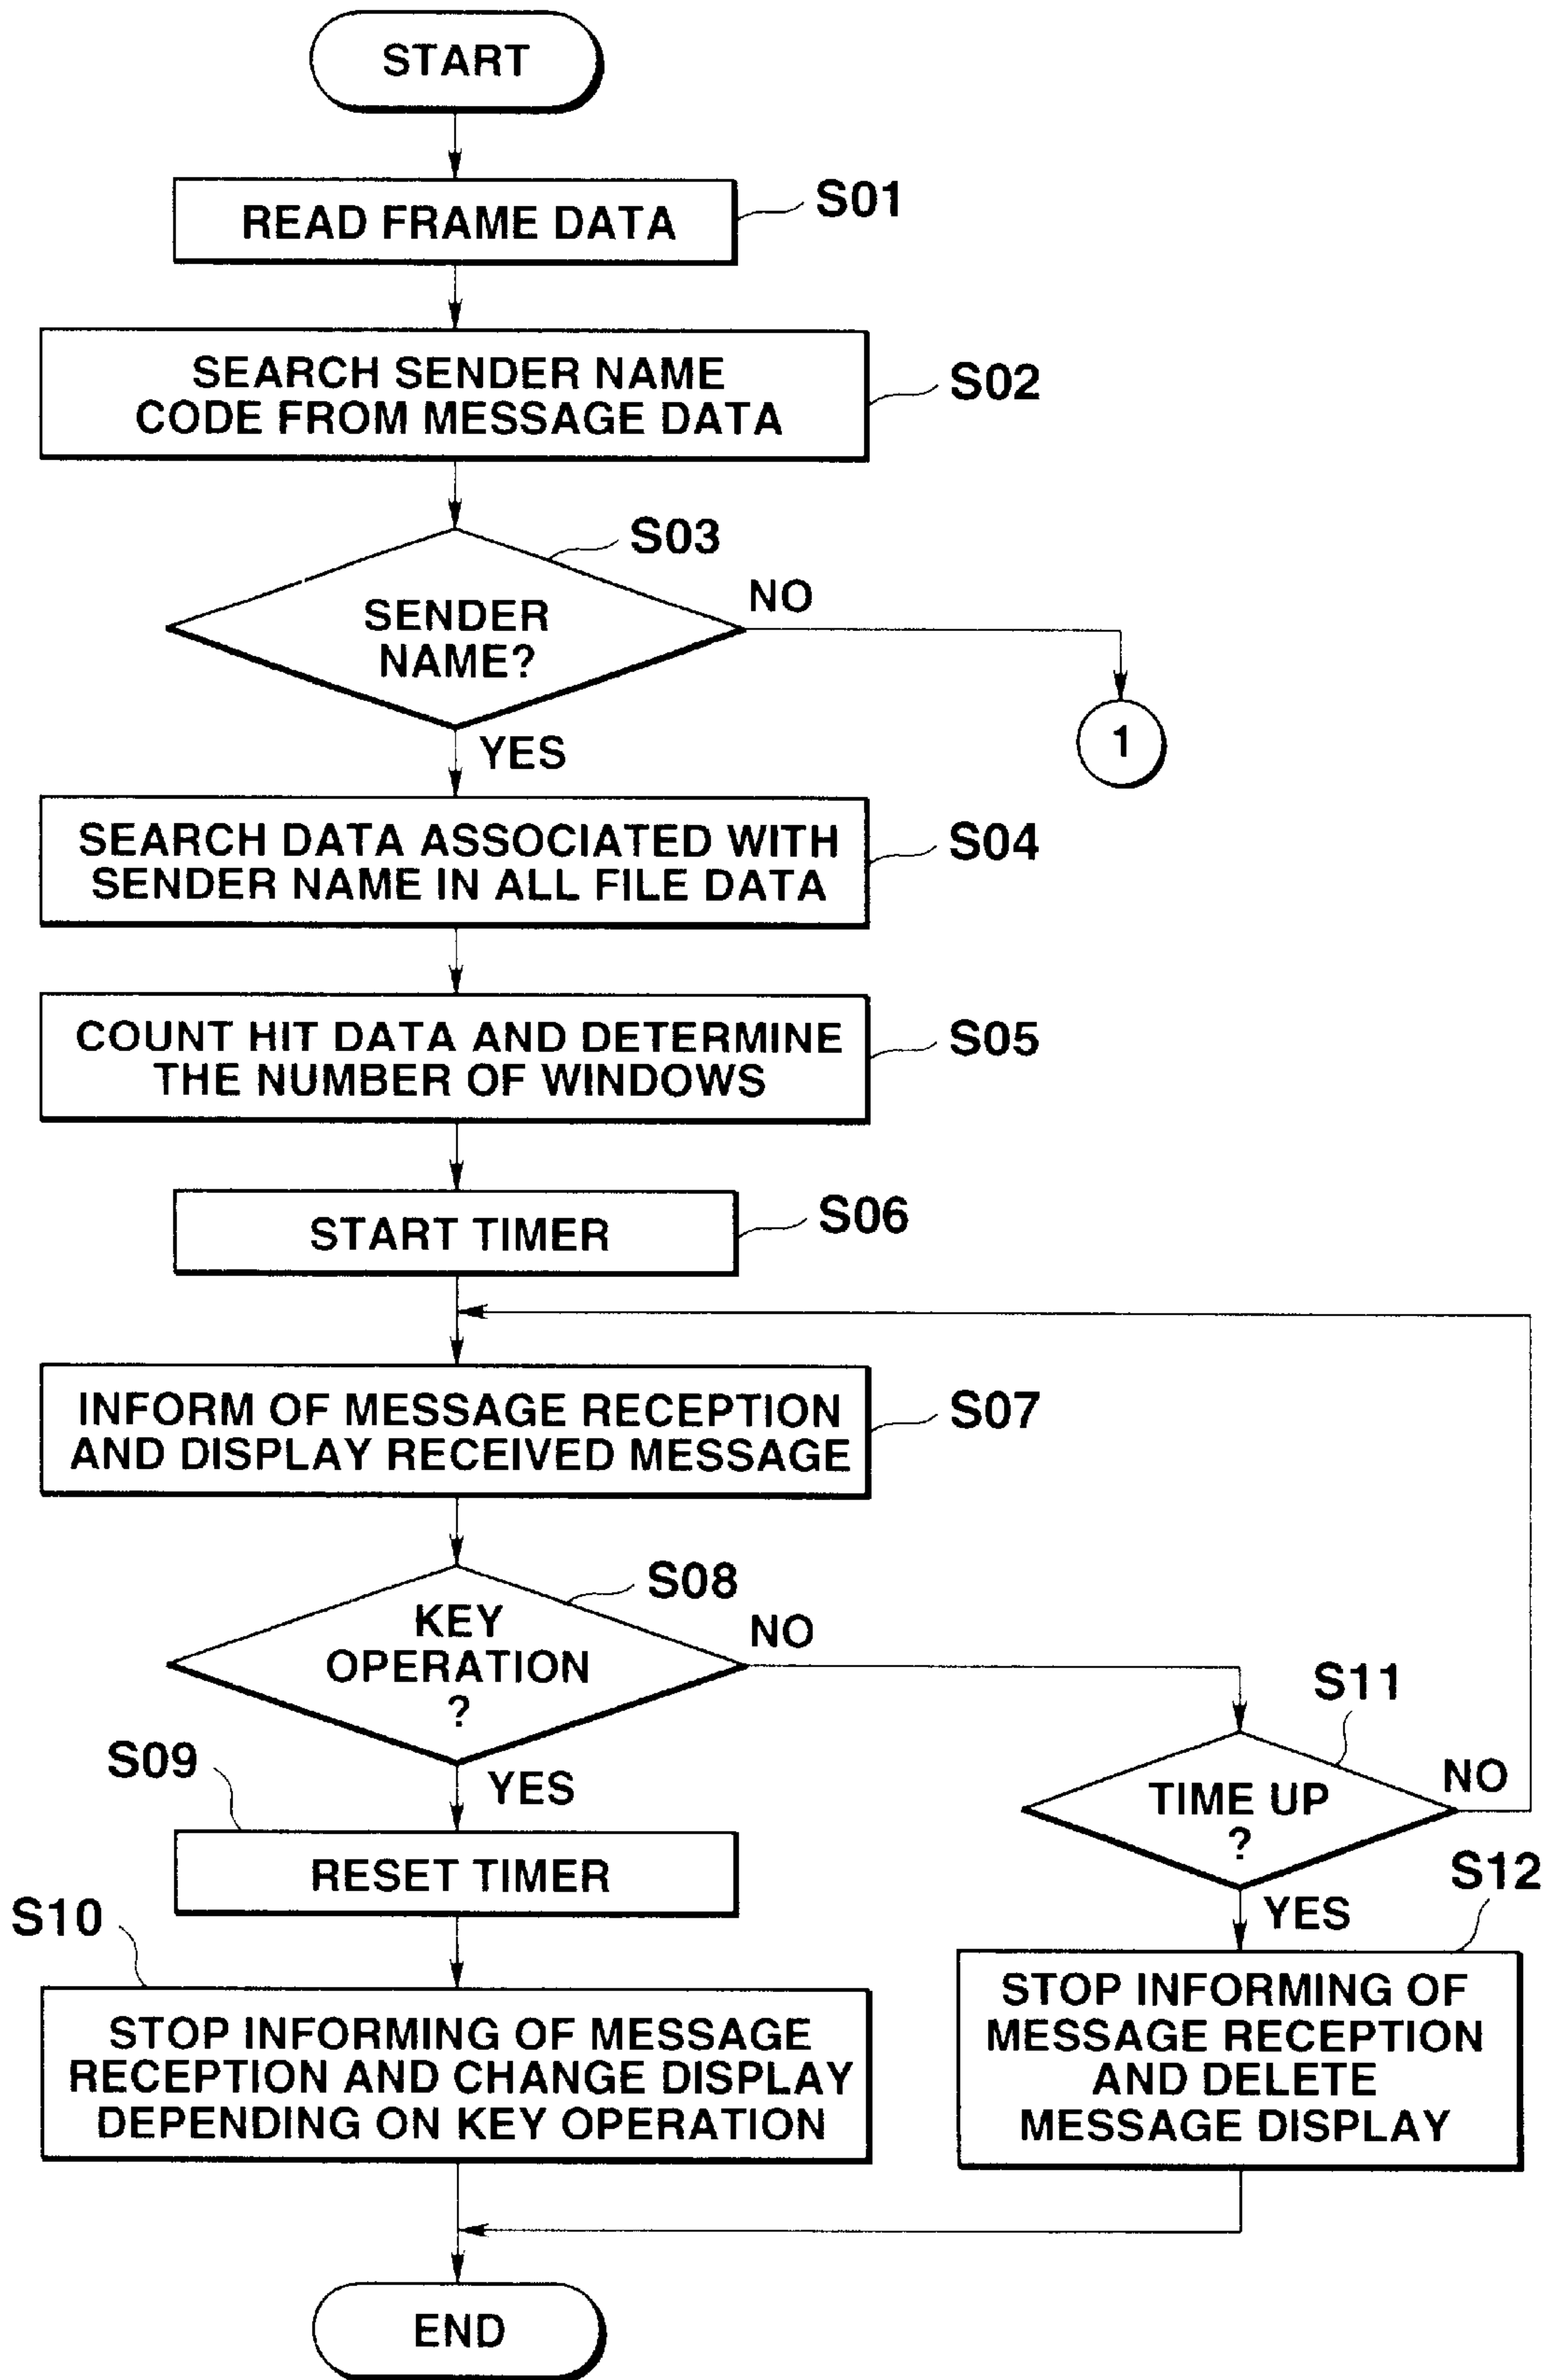 START
READ FRAME DATA
S01
SEARCH SENDER NAME
CODE FROM MESSAGE DATA
S02
S03
SENDER
NAME?
NO
1
YES
SEARCH DATA ASSOCIATED WITH
SENDER NAME IN ALL FILE DATA
S04
COUNT HIT DATA AND DETERMINE
THE NUMBER OF WINDOWS
S05
START TIMER
S06
INFORM OF MESSAGE RECEPTION
AND DISPLAY RECEIVED MESSAGE
S07
S08
KEY
OPERATION
?
NO
S11
TIME UP
?
NO
S09
YES
RESET TIMER
S12
YES
S10
STOP INFORMING OF MESSAGE
RECEPTION AND CHANGE DISPLAY
DEPENDING ON KEY OPERATION
STOP INFORMING OF
MESSAGE RECEPTION
AND DELETE
MESSAGE DISPLAY
END